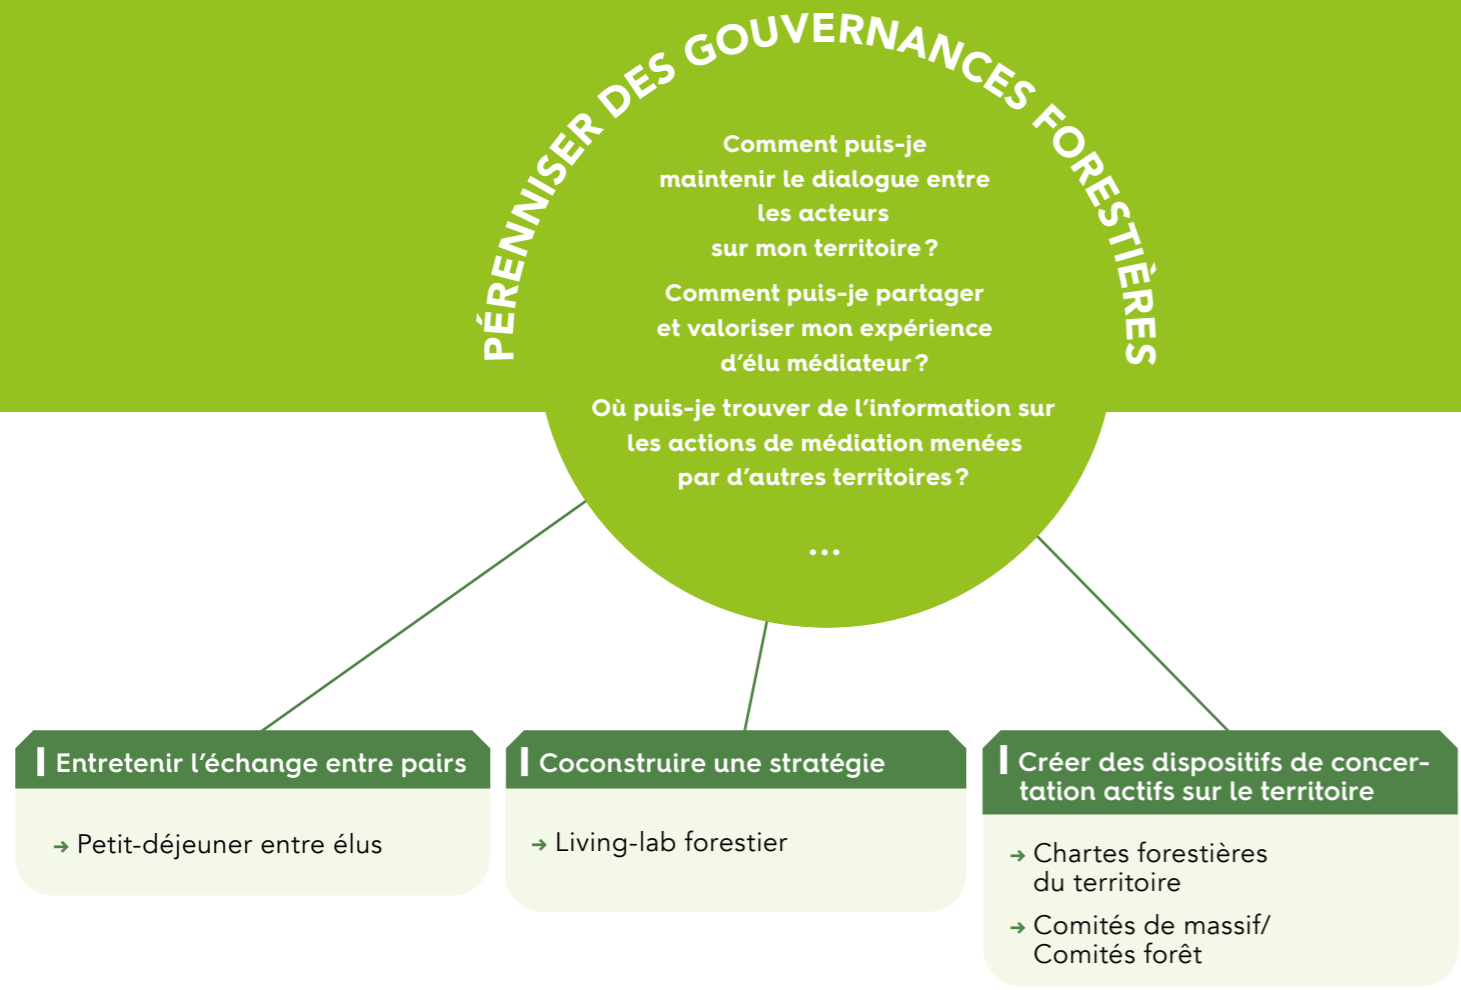 PÉRENNISER DES GOUVERNANCES FORESTIÈRES
Comment puis-je
maintenir le dialogue entre
les acteurs
sur mon territoire ?
Comment puis-je partager
et valoriser mon expérience
d'élu médiateur ?
Où puis-je trouver de l'information sur
les actions de médiation menées
par d'autres territoires ?
...
Entretenir l'échange entre pairs
→ Petit-déjeuner entre élus
Coconstruire une stratégie
→ Living-lab forestier
Créer des dispositifs de concer-
tation actifs sur le territoire
→ Chartes forestières
du territoire
→ Comités de massif/
Comités forêt